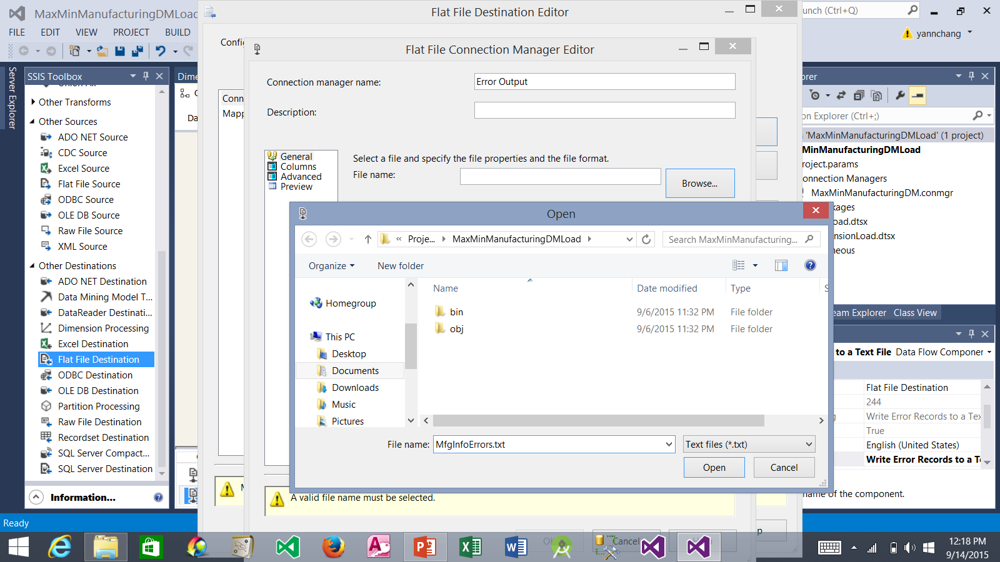 MaxMinManufacturingDMLoad
Flat File Destination Editor
unch (Ctrl+Q)
FILE EDIT VIEW PROJECT BUILD
yannchang
Config
Flat File Connection Manager Editor
Server Explorer
SSIS Toolbox
Dime
orer
Connection manager name: Error Output
Description:
Conn
Mapp
Da
Other Transforms
Other Sources
ADO NET Source
CDC Source
Excel Source
Flat File Source
ODBC Source
OLE DB Source
Raw File Source
XML Source
Other Destinations
ADO NET Destination
Data Mining Model T...
DataReader Destinati...
Dimension Processing
Excel Destination
Flat File Destination
ODBC Destination
OLE DB Destination
Partition Processing
Raw File Destination
Recordset Destination
SQL Server Compact...
SQL Server Destination
Information...
Ready
General
Columns
Advanced
Preview
Select a file and specify the file properties and the file format.
File name:
Browse...
Open
« Proje... MaxMinManufacturingDMLoad
Search MaxMinManufacturing...
Organize New folder
Name Date modified Type S
Homegroup
This PC
Desktop
Documents
Downloads
Music
Pictures
bin 9/6/2015 11:32 PM File folder
obj 9/6/2015 11:32 PM File folder
File name: MfgInfoErrors.txt
Text files (*.txt)
Open Cancel
A valid file name must be selected.
Cancel
on Explorer (Ctrl+;)
'MaxMinManufacturingDMLoad' (1 project)
MinManufacturingDMLoad
roject.params
onnection Managers
MaxMinManufacturingDM.conmgr
kages
oad.dtsx
ensionLoad.dtsx
neous
eam Explorer Class View
to a Text File Data Flow Componer
Flat File Destination
244
Write Error Records to a Tex
True
English (United States)
Write Error Records to a Te
name of the component.
12:18 PM
9/14/2015